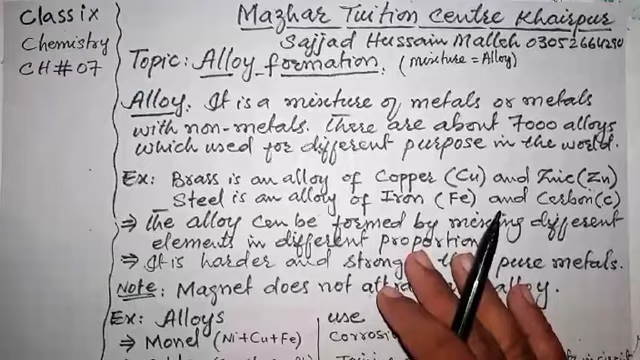 Class ix
Chemistry
CH # 07
Mazhar Tuition Centre Khairpur
Sajjad Hussain Malleh 03052664250
Topic: Alloy formation. (mixture = Alloy)
Alloy. It is a mixture of metals or metals
with non-metals. There are about 7000 alloys
which used for different purpose in the world.
Ex: Brass is an alloy of Copper (Cu) and Zinc (Zn)
Steel is an alloy of Iron (Fe) and Carbon (C)
⇒ The alloy can be formed by mixing different
elements in different proportion
⇒ It is harder and strong pure metals.
Note: Magnet does not alloy.
Ex: Alloys
use
→ Monel (Ni+Cu+Fe)